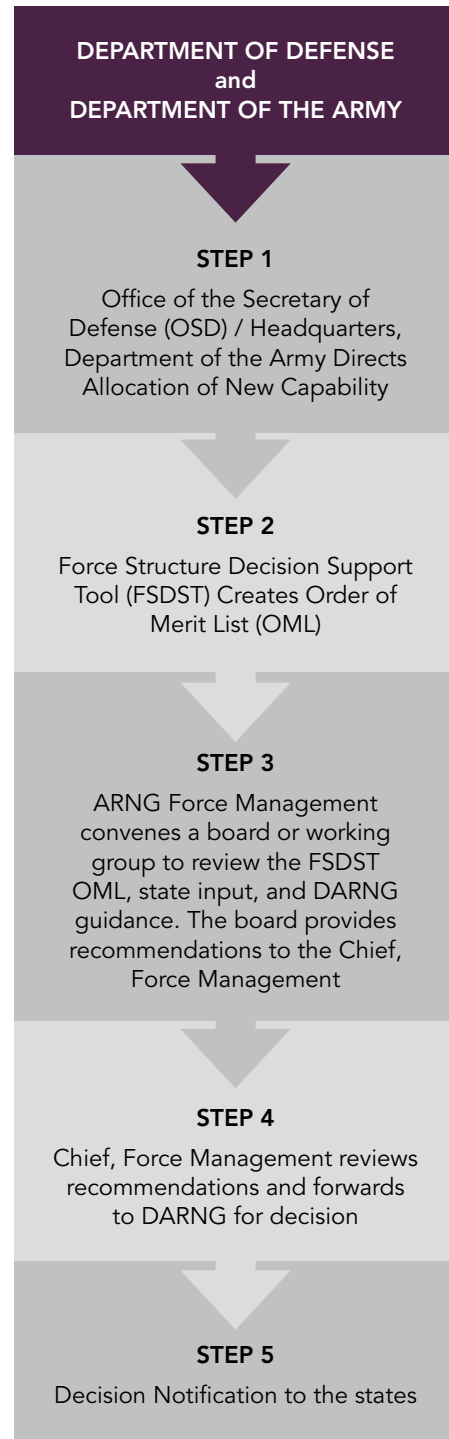 DEPARTMENT OF DEFENSE
and
DEPARTMENT OF THE ARMY
STEP 1
Office of the Secretary of
Defense (OSD) / Headquarters,
Department of the Army Directs
Allocation of New Capability
STEP 2
Force Structure Decision Support
Tool (FSDST) Creates Order of
Merit List (OML)
STEP 3
ARNG Force Management
convenes a board or working
group to review the FSDST
OML, state input, and DARNG
guidance. The board provides
recommendations to the Chief,
Force Management
STEP 4
Chief, Force Management reviews
recommendations and forwards
to DARNG for decision
STEP 5
Decision Notification to the states